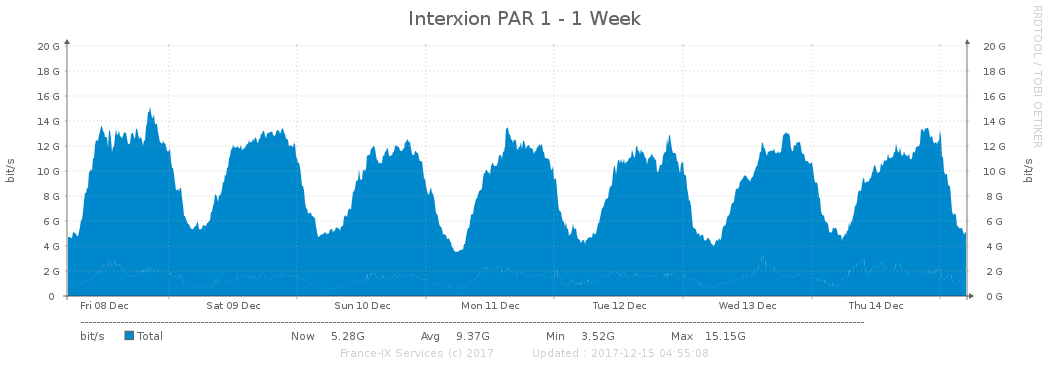 Interxion PAR 1 - 1 Week
RRDTOOL / TOBI OETIKER
20 G 20 G
18 G 18 G
16 G 16 G
14 G 14 G
12 G 12 G
10 G 10 G
8 G 8 G
6 G 6 G
4 G 4 G
2 G 2 G
0 0 G
bit/s bit/s
Fri 08 Dec Sat 09 Dec Sun 10 Dec Mon 11 Dec Tue 12 Dec Wed 13 Dec Thu 14 Dec
bit/s Total Now 5.28G Avg 9.37G Min 3.52G Max 15.15G
France-IX Services (c) 2017 Updated : 2017-12-15 04:55:08